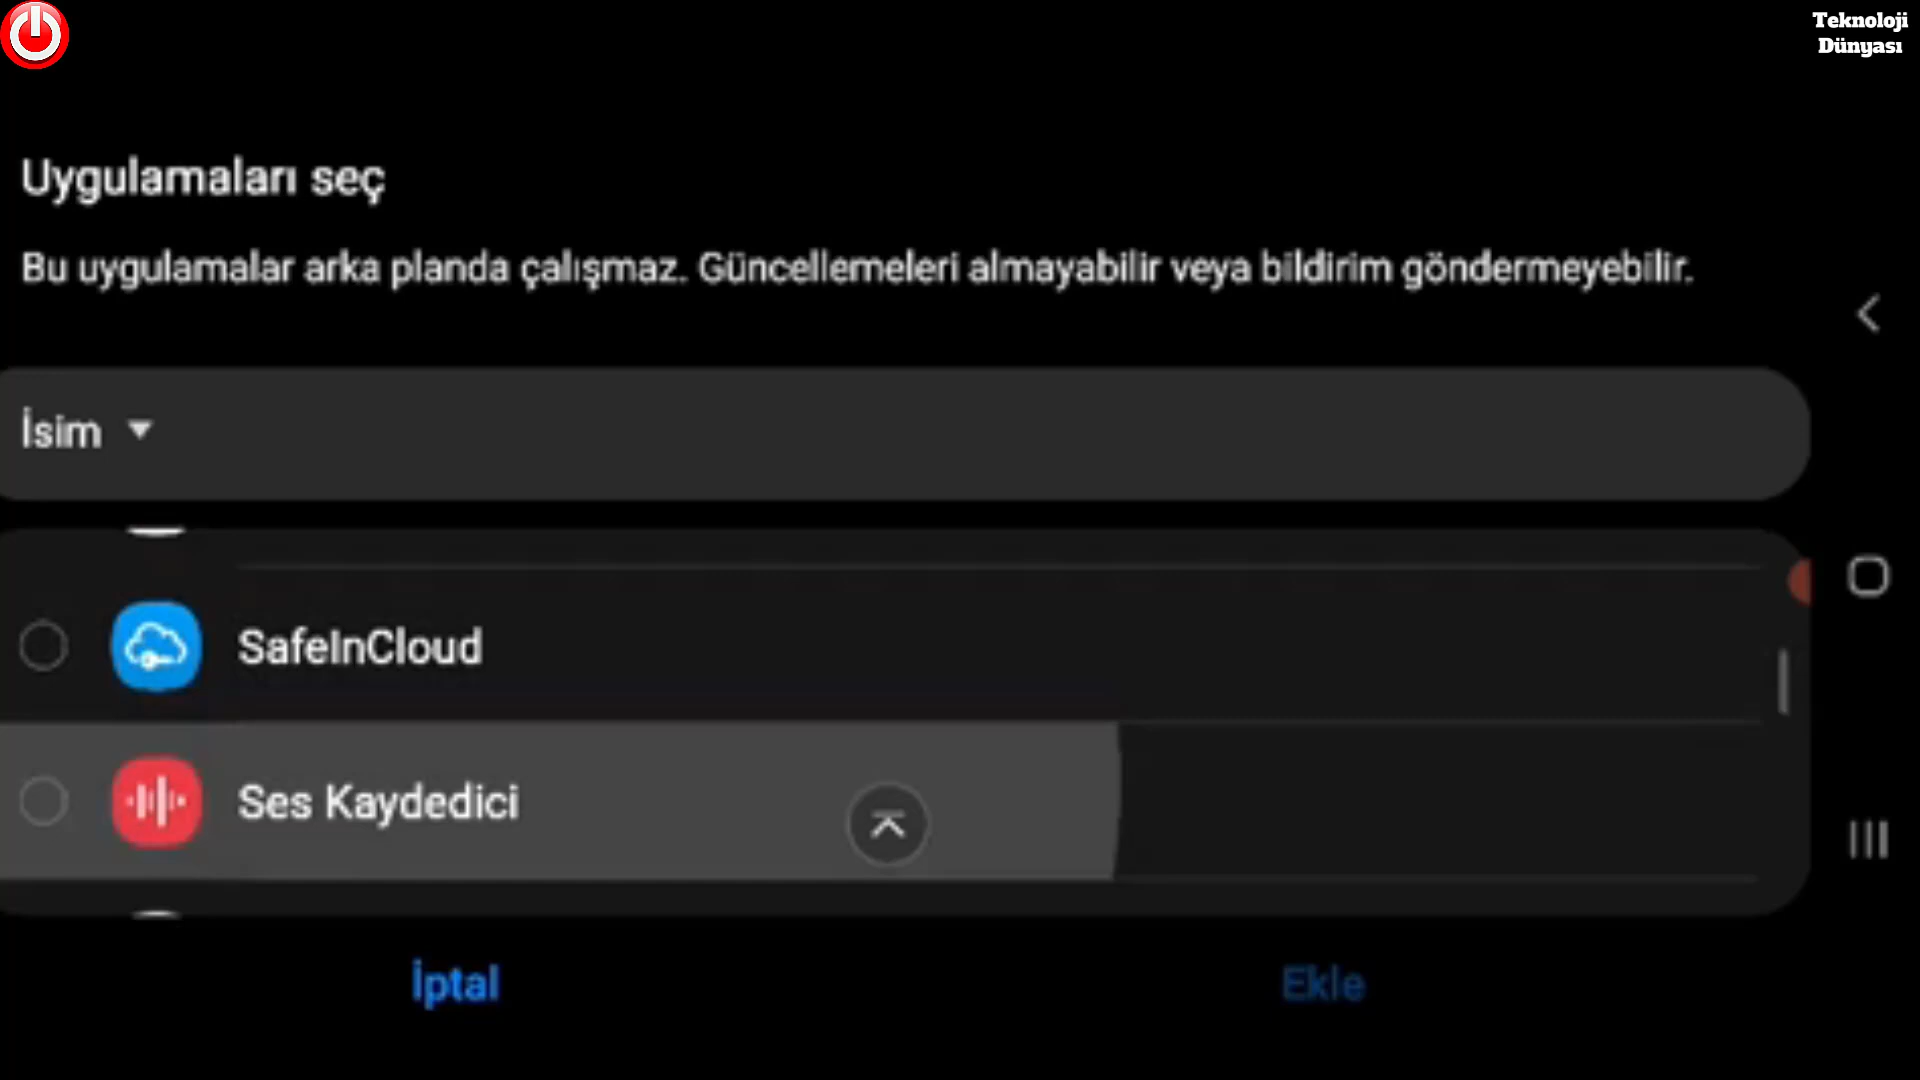 Teknoloji
Dünyası
Uygulamaları seç
Bu uygulamalar arka planda çalışmaz. Güncellemeleri almayabilir veya bildirim göndermeyebilir.
İsim
SafeInCloud
Ses Kaydedici
İptal
Ekle